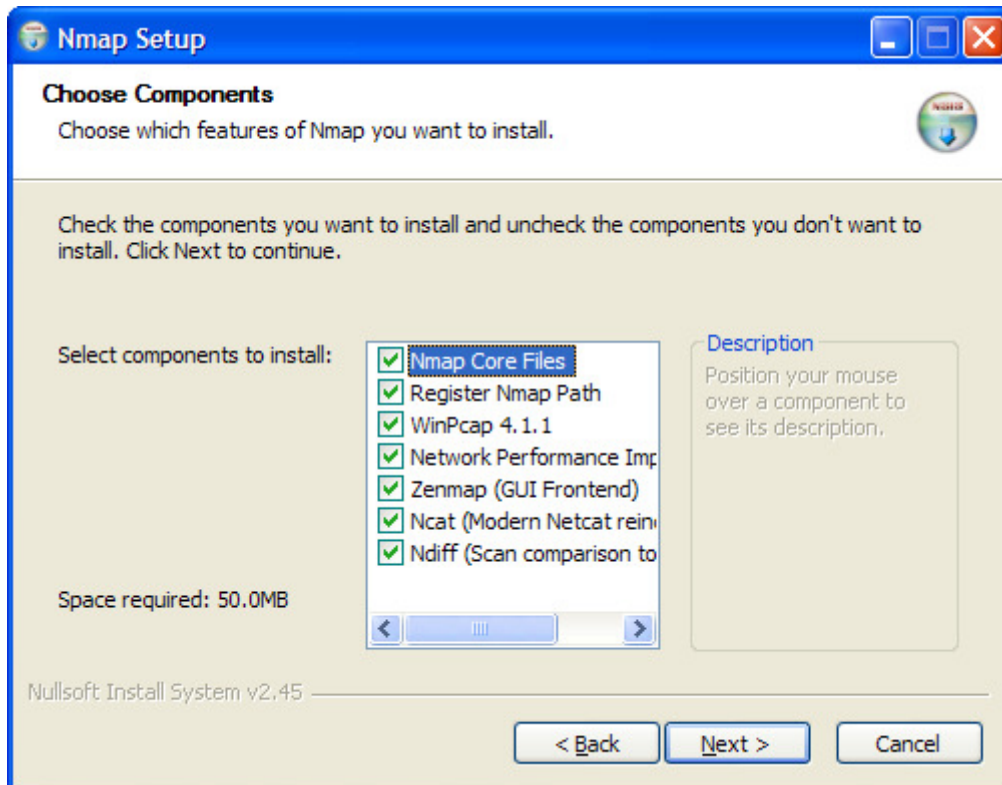 Nmap Setup
Choose Components
Choose which features of Nmap you want to install.
Check the components you want to install and uncheck the components you don't want to
install. Click Next to continue.
Select components to install:
Nmap Core Files
Register Nmap Path
WinPcap 4.1.1
Network Performance Imp
Zenmap (GUI Frontend)
Ncat (Modern Netcat rein
Ndiff (Scan comparison to
Description
Position your mouse
over a component to
see its description.
Space required: 50.0MB
Nullsoft Install System v2.45
< Back
Next >
Cancel